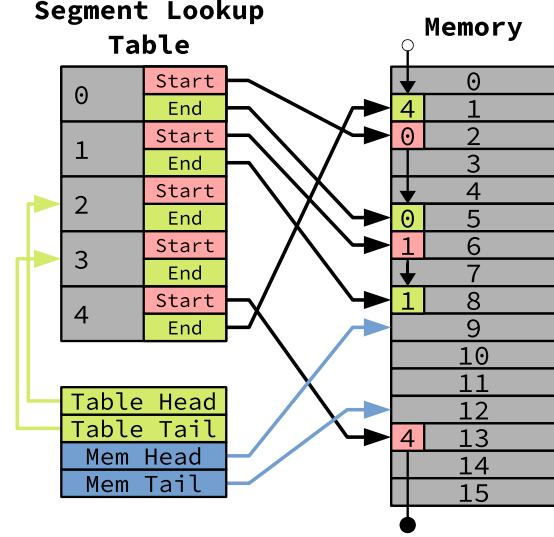 Segment Lookup
Table
0
Start
End
1
Start
End
2
Start
End
3
Start
End
4
Start
End
Table Head
Table Tail
Mem Head
Mem Tail
Memory
0
4 1
0 2
3
4
0 5
1 6
7
1 8
9
10
11
12
4 13
14
15